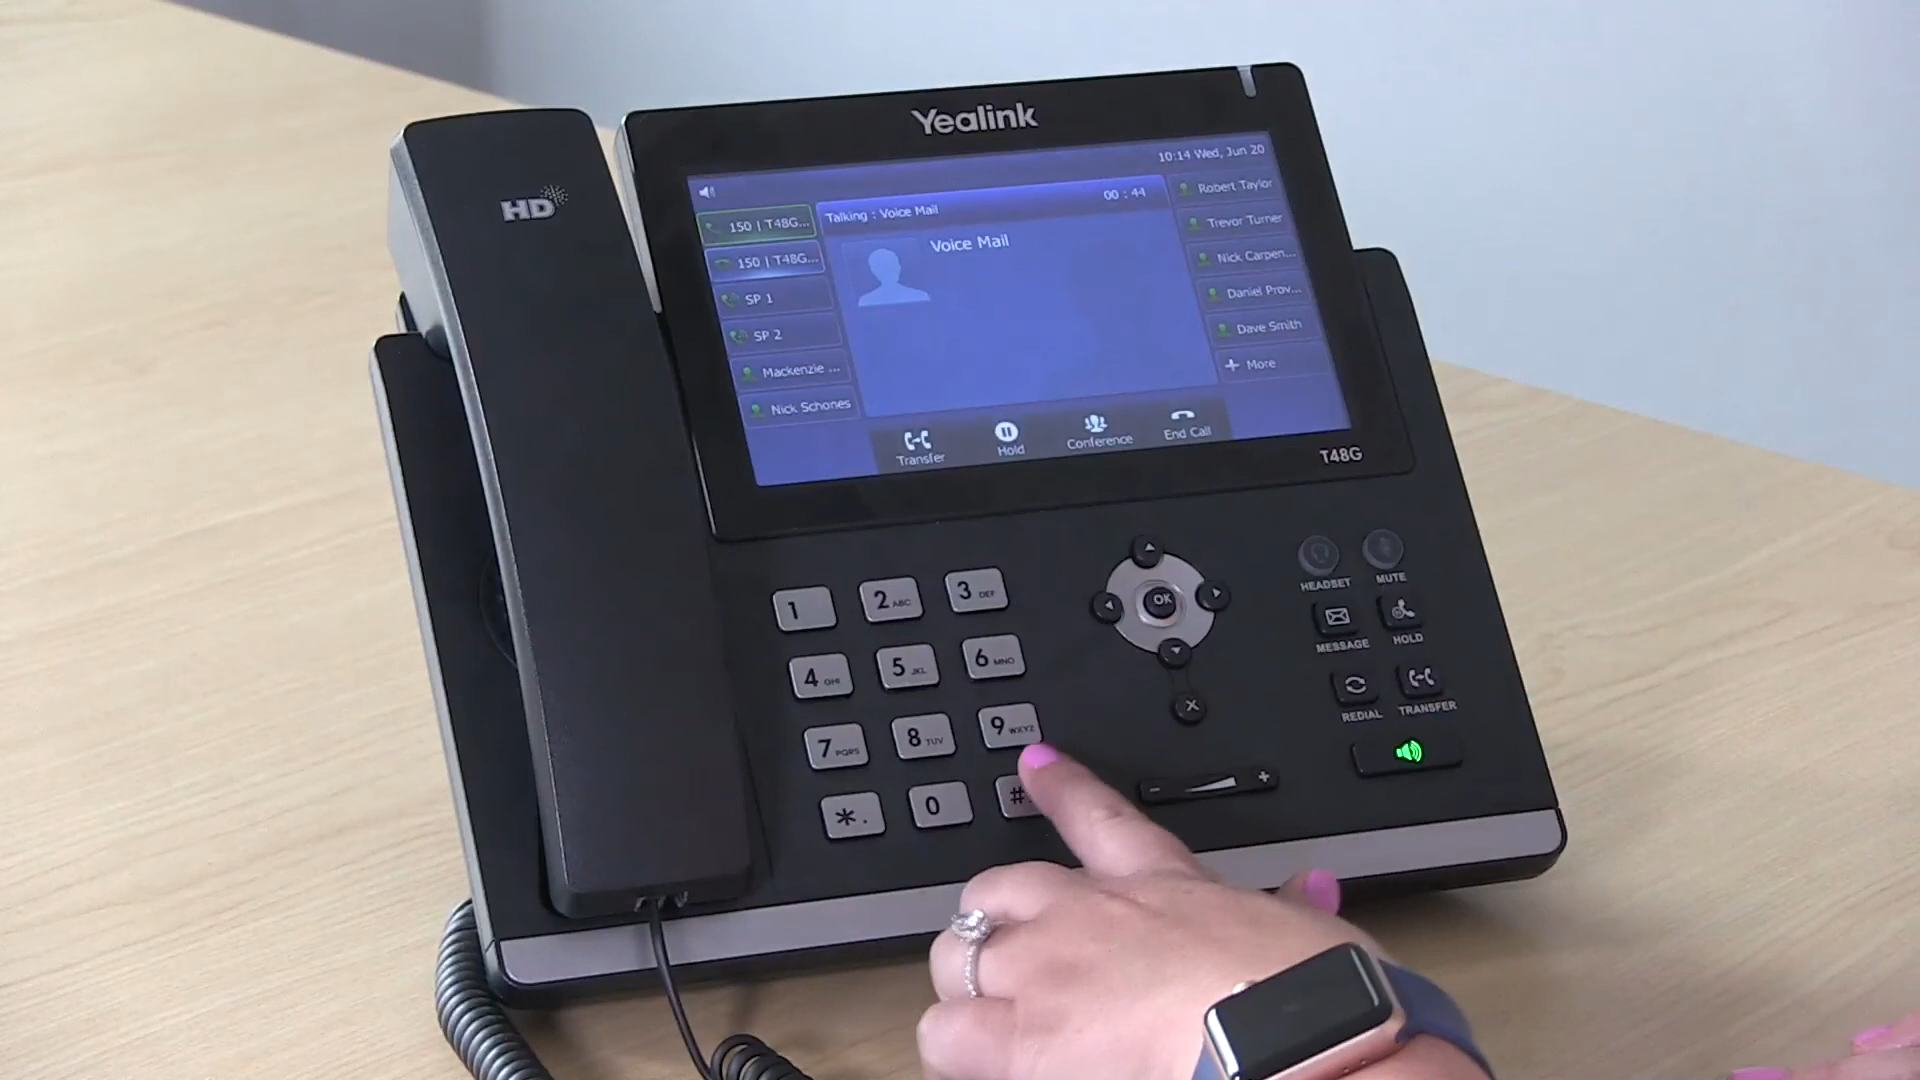 Yealink
HD
10:14 Wed, Jun 20
150 | T48G...
Talking : Voice Mail
00 : 44
Robert Taylor
150 | T48G...
Voice Mail
Trevor Turner
SP 1
Nick Carpen...
SP 2
Daniel Prov...
Mackenzie ...
Dave Smith
Nick Schones
+ More
Transfer
Hold
Conference
End Call
T48G
1
2 ABC
3 DEF
4 GHI
5 JKL
6 MNO
7 PQRS
8 TUV
9 WXYZ
* .
0
#
OK
HEADSET
MUTE
MESSAGE
HOLD
REDIAL
TRANSFER
- +